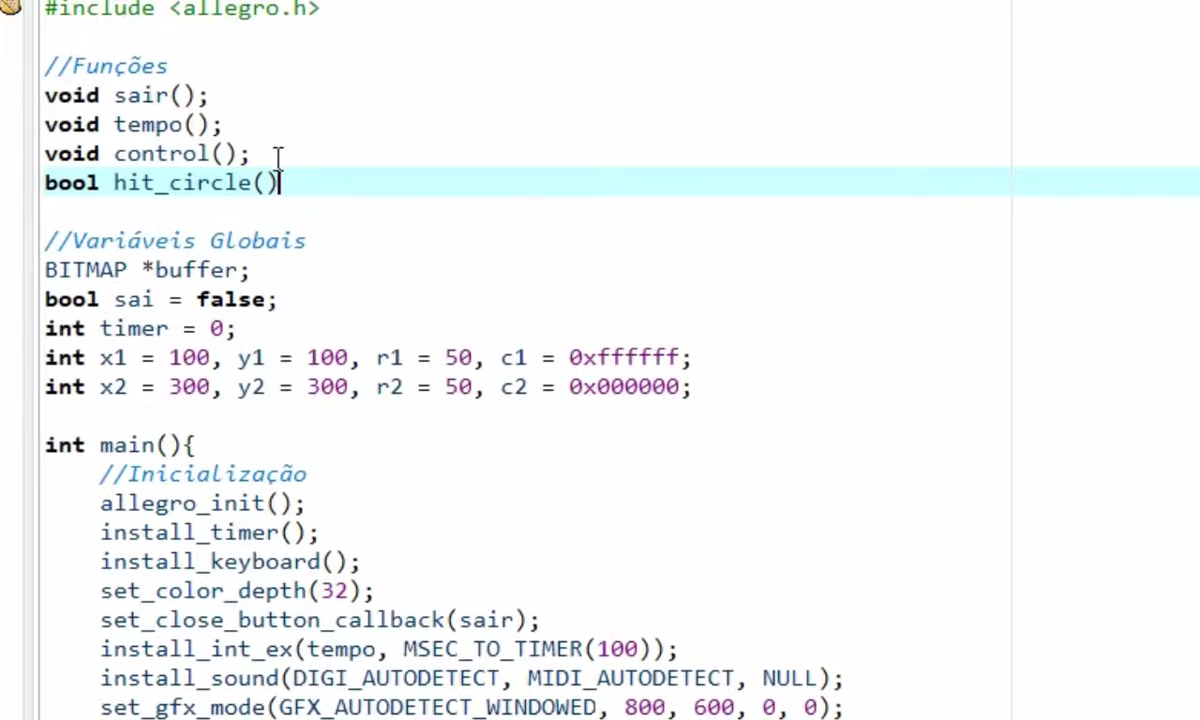 #include <allegro.h>
//Funções
void sair();
void tempo();
void control();
bool hit_circle()
//Variáveis Globais
BITMAP *buffer;
bool sai = false;
int timer = 0;
int x1 = 100, y1 = 100, r1 = 50, c1 = 0xffffff;
int x2 = 300, y2 = 300, r2 = 50, c2 = 0x000000;
int main(){
//Inicialização
allegro_init();
install_timer();
install_keyboard();
set_color_depth(32);
set_close_button_callback(sair);
install_int_ex(tempo, MSEC_TO_TIMER(100));
install_sound(DIGI_AUTODETECT, MIDI_AUTODETECT, NULL);
set_gfx_mode(GFX_AUTODETECT_WINDOWED, 800, 600, 0, 0);